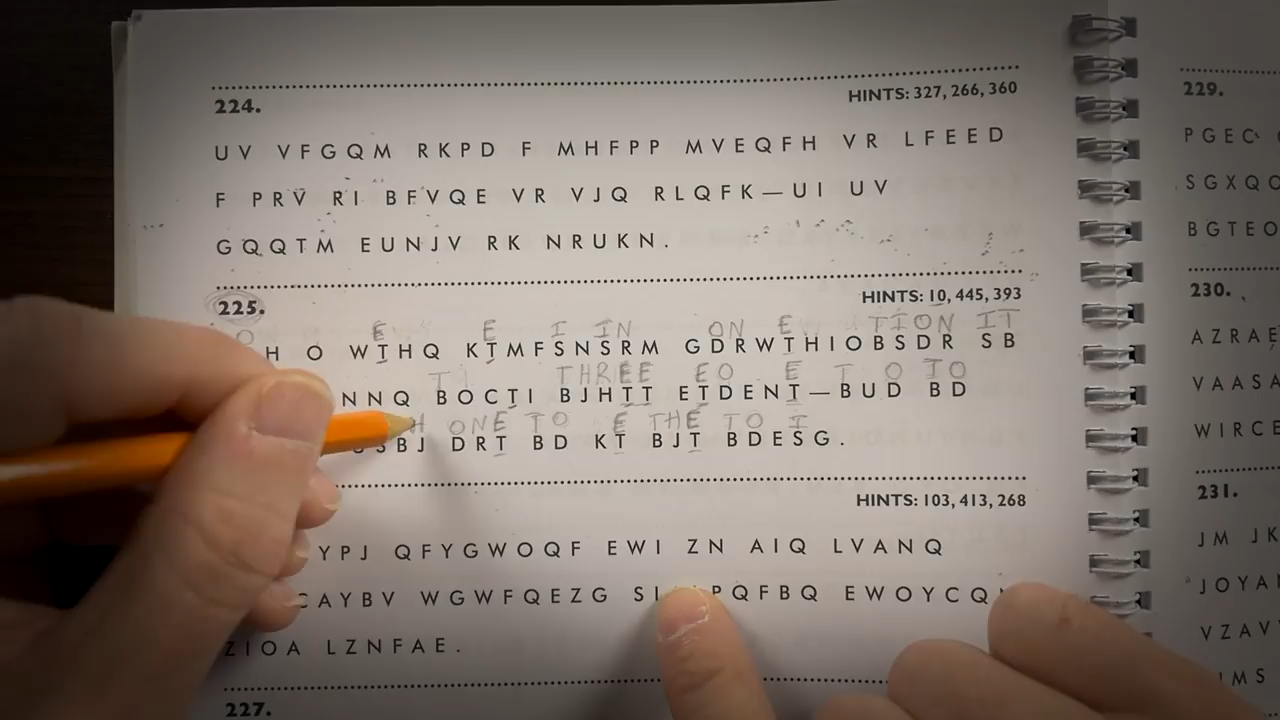 224. HINTS: 327, 266, 360 229.
UV VFGQM RKPD F MHFPP MVEQFH VR LFEED
F PRV RI BFVQE VR VJQ RLQFK—UI UV
GQQTM EUNJV RK NRUKN.
225. HINTS: 10, 445, 393
E E I IN ON E TION IT
H O WTHQ KTMFSNSRM GDRWTHIOBSDR SB
THREE EO E T O TO
NNQ BOCTI BJHTT ETDENT—BUD BD
H ONE TO E THE TO I
SBJ DRT BD KT BJT BDESG.
HINTS: 103, 413, 268
YPJ QFYGWOQF EWI ZN AIQ LVANQ
CAYBV WGWFQEZG PQFBQ EWOYCQ
ZIOA LZNFAE.
227.
PGEC
SGXQO
BGTEO
230.
AZRAE
VAASA
WIRCE
231.
JM JK
JOYA
VZAV